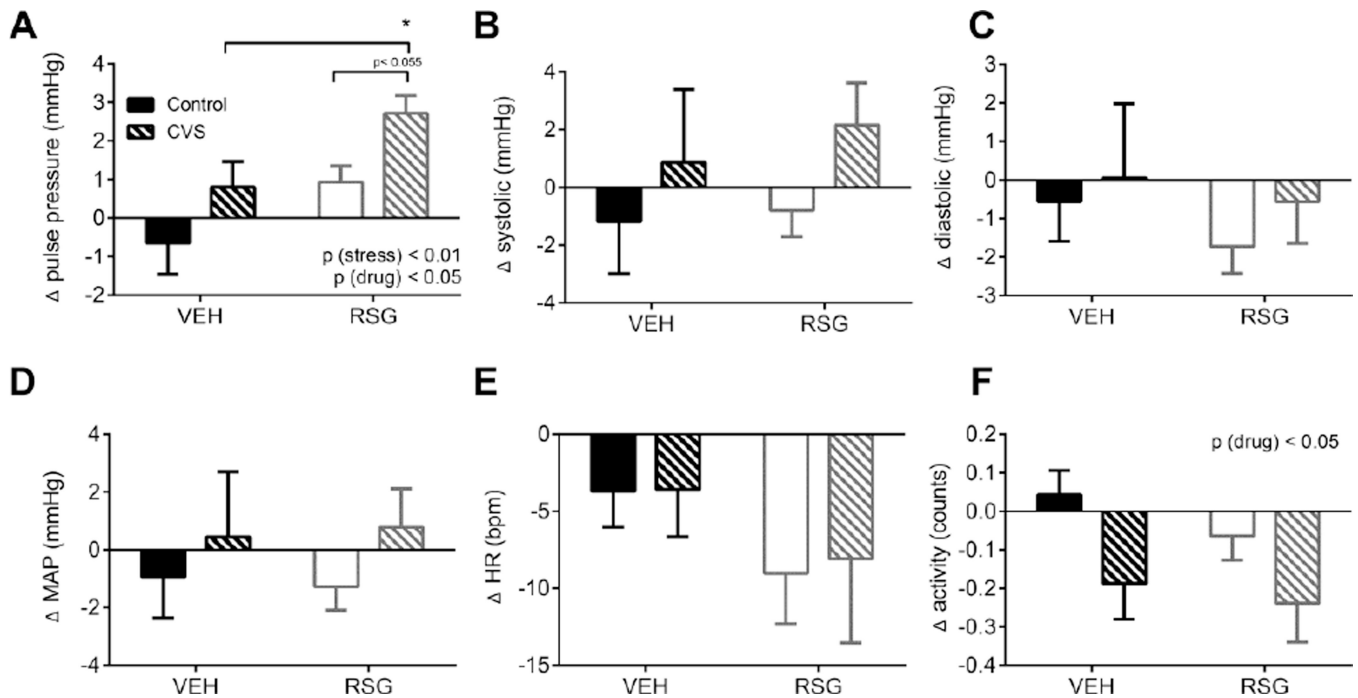 A
*
p< 0.055
Δ pulse pressure (mmHg)
4
3
2
1
0
-1
-2
Control
CVS
p (stress) < 0.01
p (drug) < 0.05
VEH
RSG
B
Δ systolic (mmHg)
4
2
0
-2
-4
VEH
RSG
C
Δ diastolic (mmHg)
3
2
1
0
-1
-2
-3
VEH
RSG
D
Δ MAP (mmHg)
4
2
0
-2
-4
VEH
RSG
E
Δ HR (bpm)
0
-5
-10
-15
VEH
RSG
F
Δ activity (counts)
0.2
0.1
0.0
-0.1
-0.2
-0.3
-0.4
p (drug) < 0.05
VEH
RSG